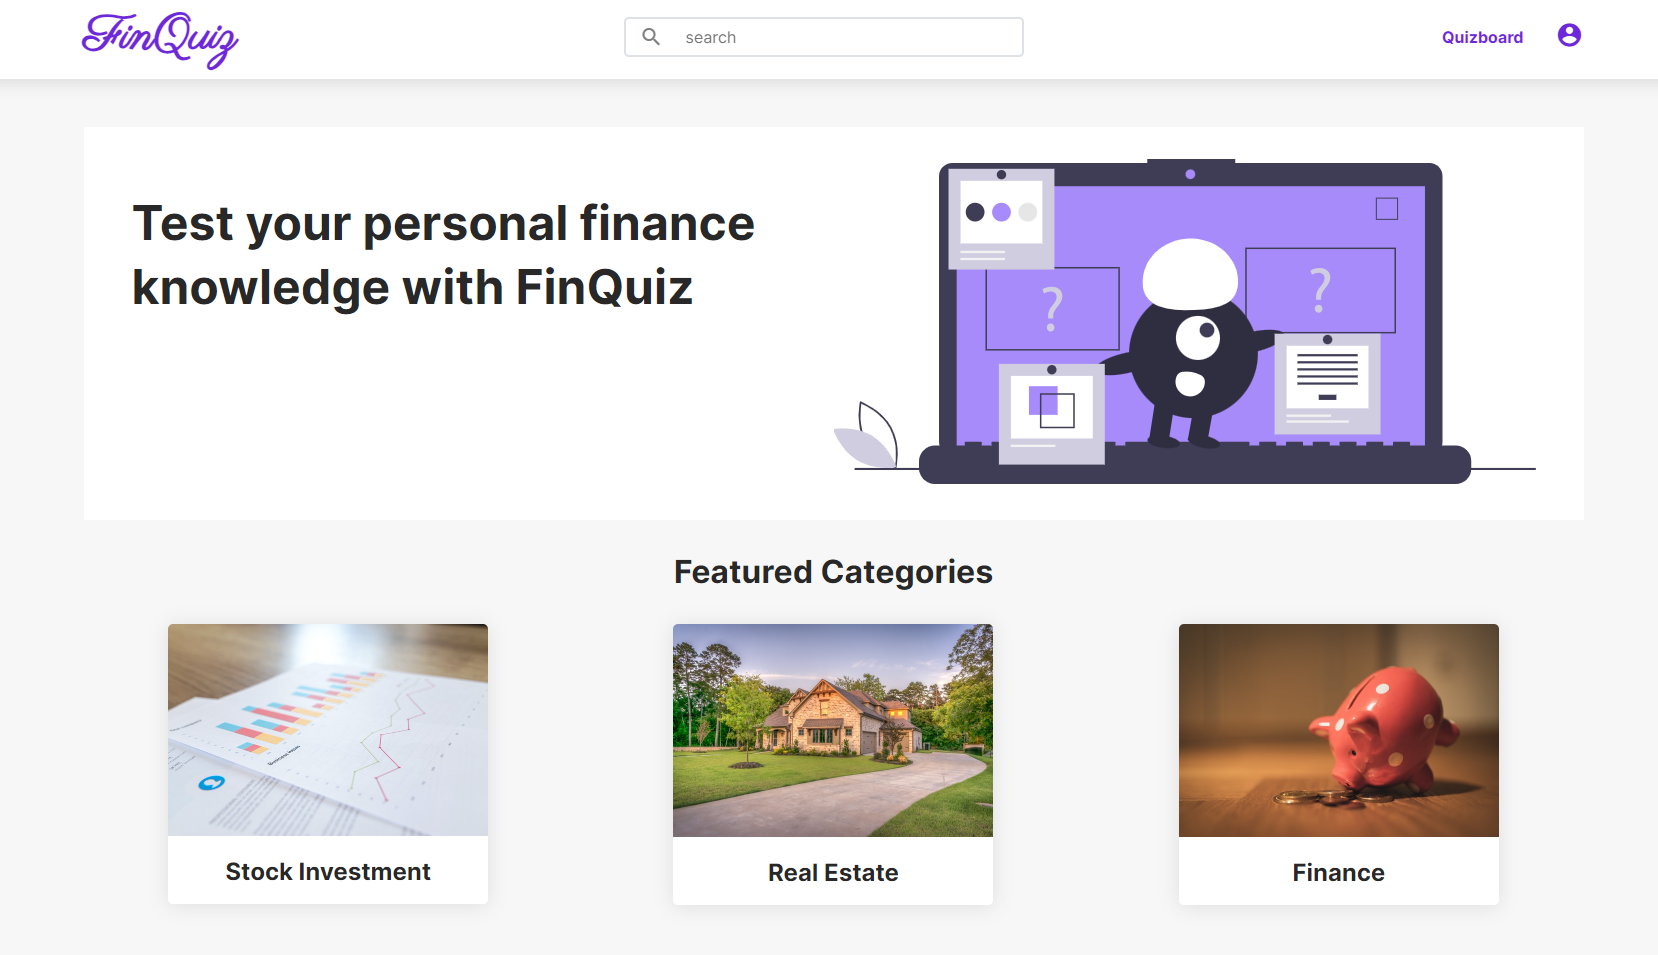 FinQuiz
search
Quizboard
Test your personal finance
knowledge with FinQuiz
?
?
Featured Categories
Stock Investment
Real Estate
Finance